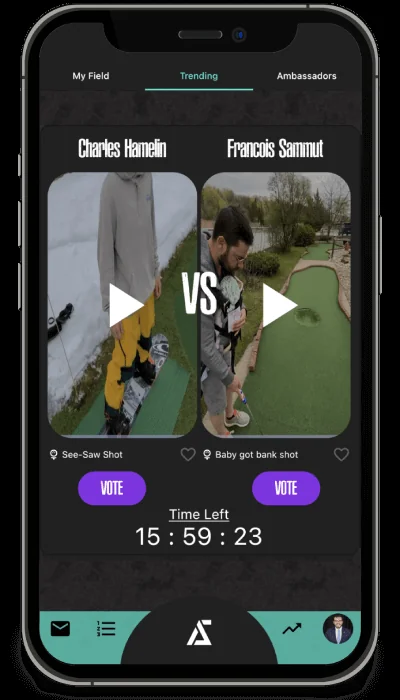 My Field Trending Ambassadors
Charles Hamelin Francois Sammut
VS
See-Saw Shot Baby got bank shot
VOTE VOTE
Time Left
15 : 59 : 23